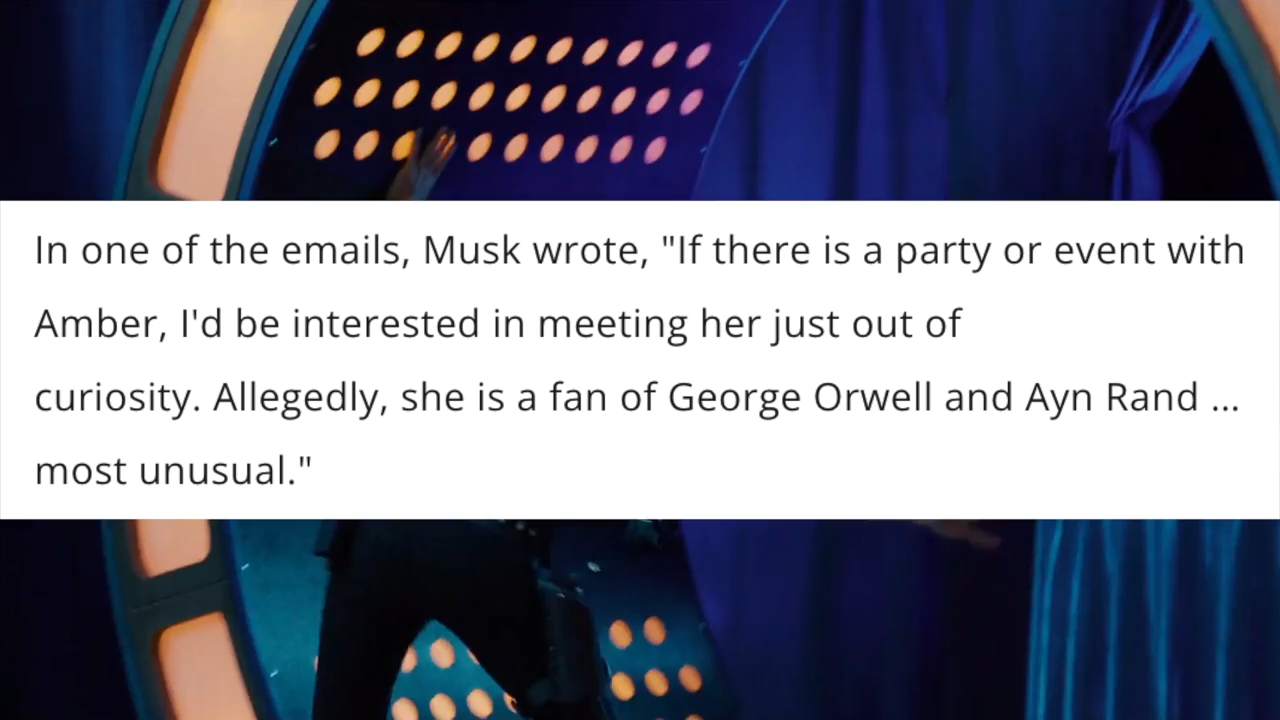 In one of the emails, Musk wrote, "If there is a party or event with
Amber, I'd be interested in meeting her just out of
curiosity. Allegedly, she is a fan of George Orwell and Ayn Rand ...
most unusual."